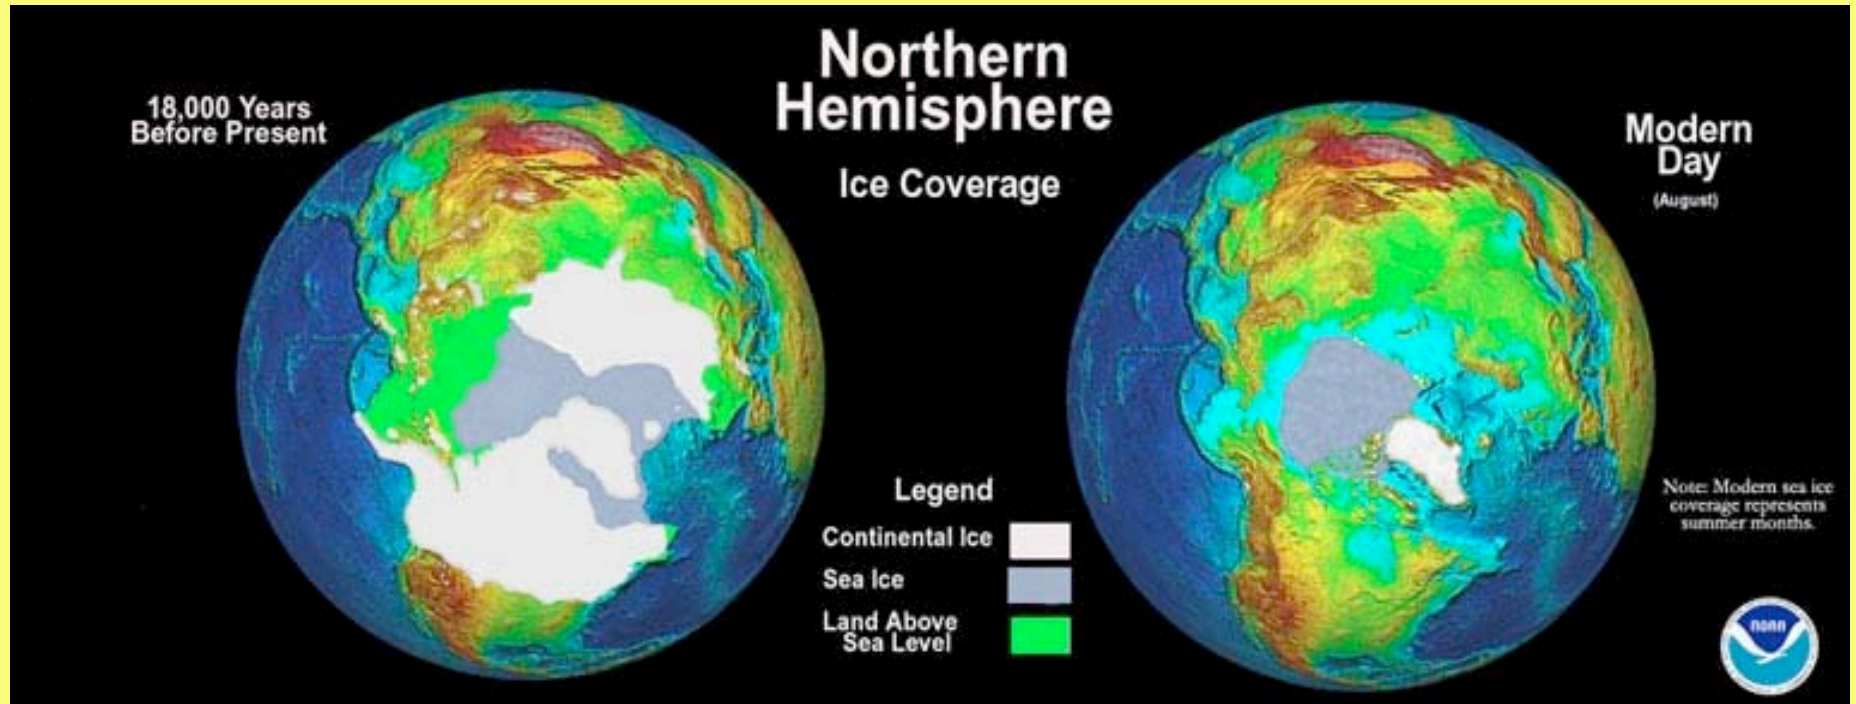 Northern
Hemisphere
Ice Coverage
18,000 Years
Before Present
Modern
Day
(August)
Legend
Continental Ice
Sea Ice
Land Above
Sea Level
Note: Modern sea ice
coverage represents
summer months.
noaa